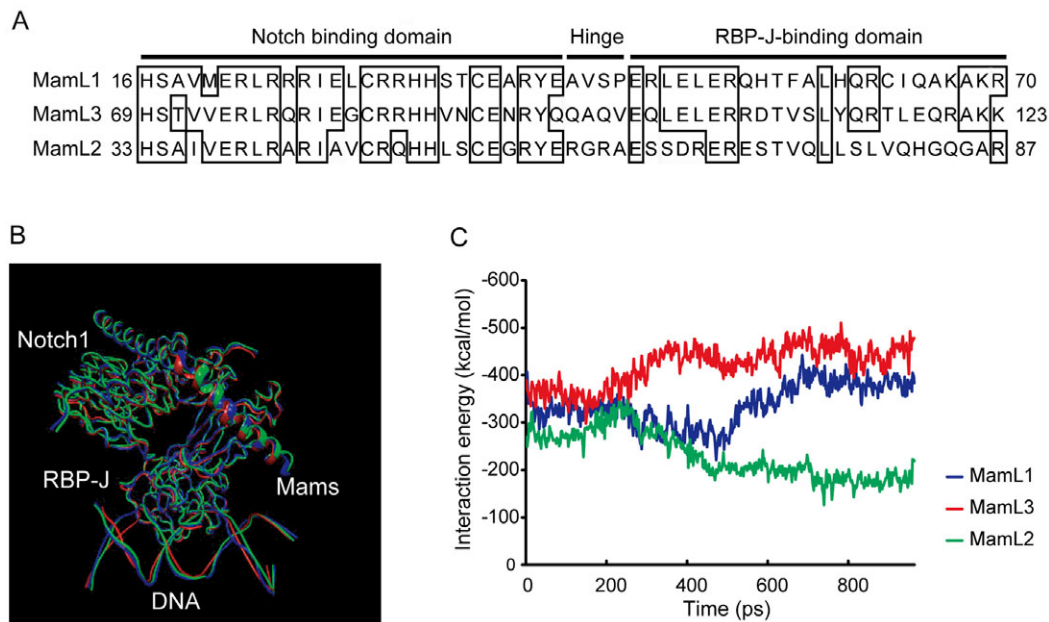 A
Notch binding domain Hinge RBP-J-binding domain
MamL1 16 HSAVMERLRRRIELCRRHHSTCEARYEAVSPERLELERQHTFALHQRCIQAKAKR 70
MamL3 69 HSTVVERLRQRIEGCRRHHVNCENRYQQAQVEQLELERRDTVSLYQRTLEQRAKK 123
MamL2 33 HSAIVERLRARIAVCRQHHLSCEGRYERGRAESSDRERESTVQLLSLVQHGQGAR 87
B
Notch1
RBP-J
Mams
DNA
C
Interaction energy (kcal/mol)
-600
-500
-400
-300
-200
-100
0
0 200 400 600 800
Time (ps)
MamL1
MamL3
MamL2